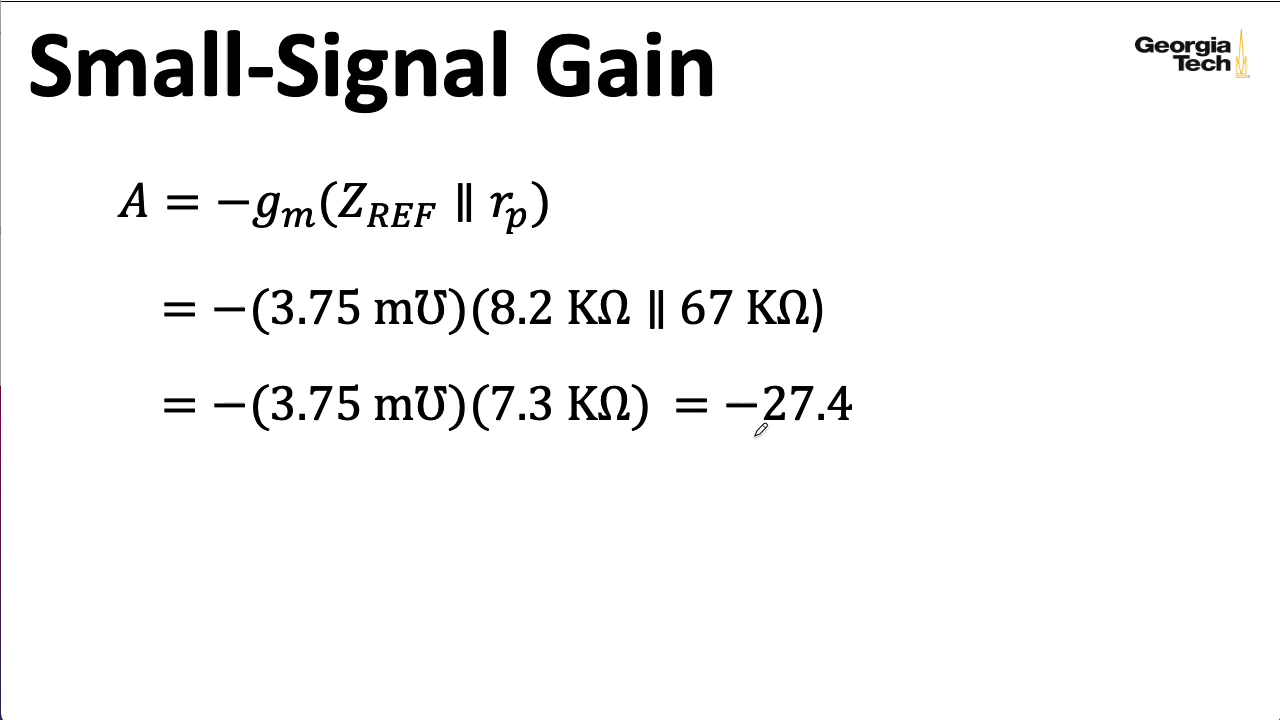 Small-Signal Gain
Georgia
Tech
A = −g_m(Z_REF ∥ r_p)
= −(3.75 m℧)(8.2 KΩ ∥ 67 KΩ)
= −(3.75 m℧)(7.3 KΩ) = −27.4